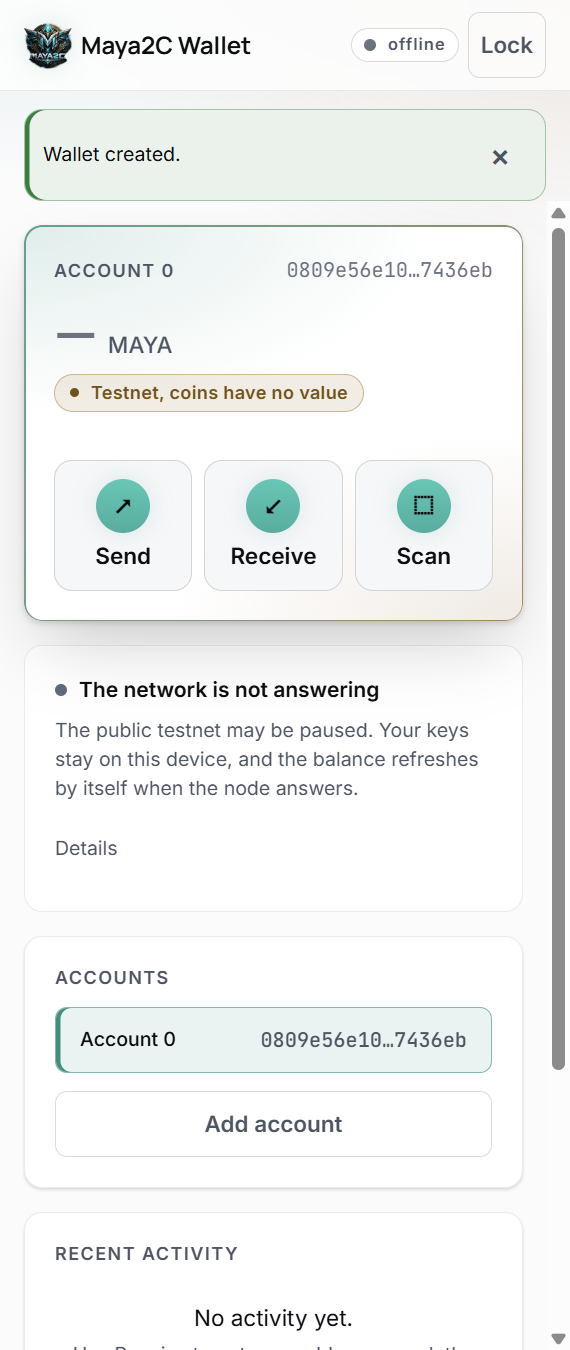 MAYA2C
Maya2C Wallet
offline
Lock
Wallet created.
×
ACCOUNT 0
0809e56e10…7436eb
— MAYA
Testnet, coins have no value
Send
Receive
Scan
The network is not answering
The public testnet may be paused. Your keys
stay on this device, and the balance refreshes
by itself when the node answers.
Details
ACCOUNTS
Account 0
0809e56e10…7436eb
Add account
RECENT ACTIVITY
No activity yet.